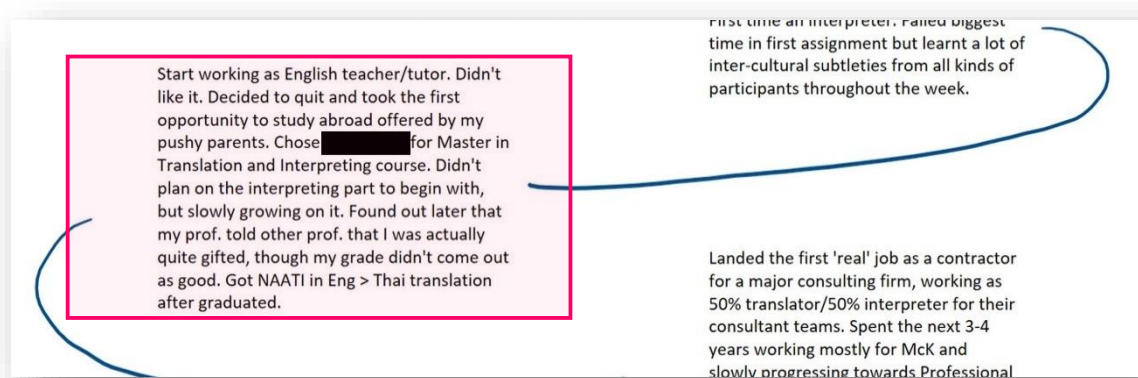 First time an interpreter. Failed biggest
time in first assignment but learnt a lot of
inter-cultural subtleties from all kinds of
participants throughout the week.
Start working as English teacher/tutor. Didn't
like it. Decided to quit and took the first
opportunity to study abroad offered by my
pushy parents. Chose for Master in
Translation and Interpreting course. Didn't
plan on the interpreting part to begin with,
but slowly growing on it. Found out later that
my prof. told other prof. that I was actually
quite gifted, though my grade didn't come out
as good. Got NAATI in Eng > Thai translation
after graduated.
Landed the first 'real' job as a contractor
for a major consulting firm, working as
50% translator/50% interpreter for their
consultant teams. Spent the next 3-4
years working mostly for McK and
slowly progressing towards Professional